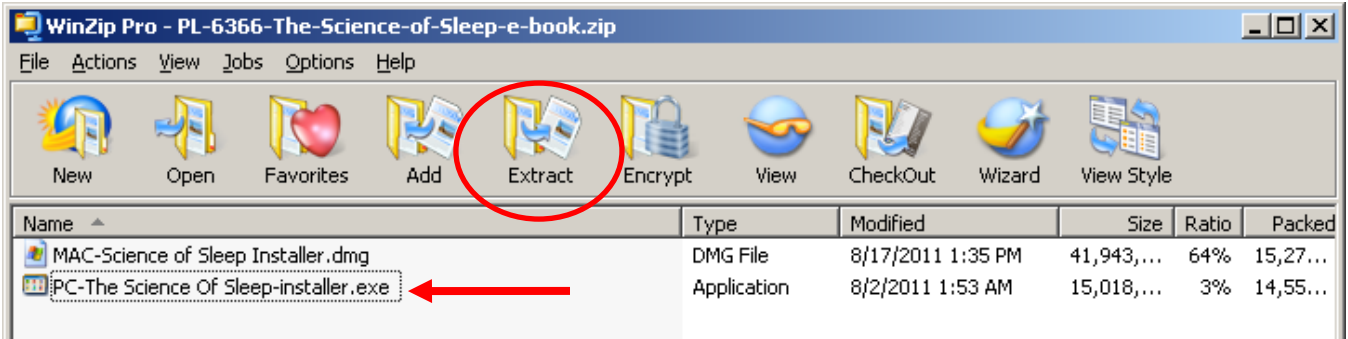 WinZip Pro - PL-6366-The-Science-of-Sleep-e-book.zip
File Actions View Jobs Options Help
New Open Favorites Add Extract Encrypt View CheckOut Wizard View Style
Name Type Modified Size Ratio Packed
MAC-Science of Sleep Installer.dmg DMG File 8/17/2011 1:35 PM 41,943,... 64% 15,27...
PC-The Science Of Sleep-installer.exe Application 8/2/2011 1:53 AM 15,018,... 3% 14,55...